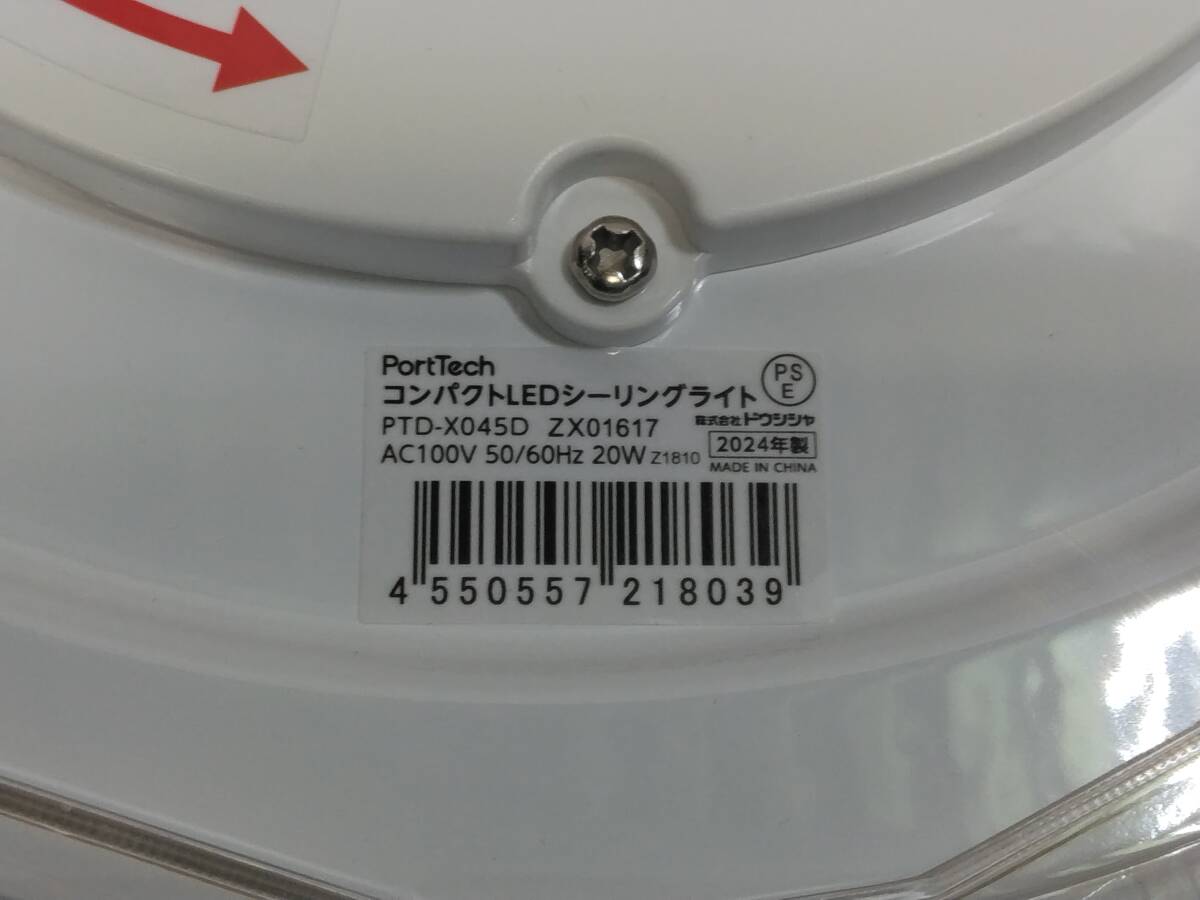 PortTech
PS
E
コンパクトLEDシーリングライト
PTD-X045D ZX01617
株式会社ドウシシャ
AC100V 50/60Hz 20W Z1810
2024年製
MADE IN CHINA
4 550557 218039